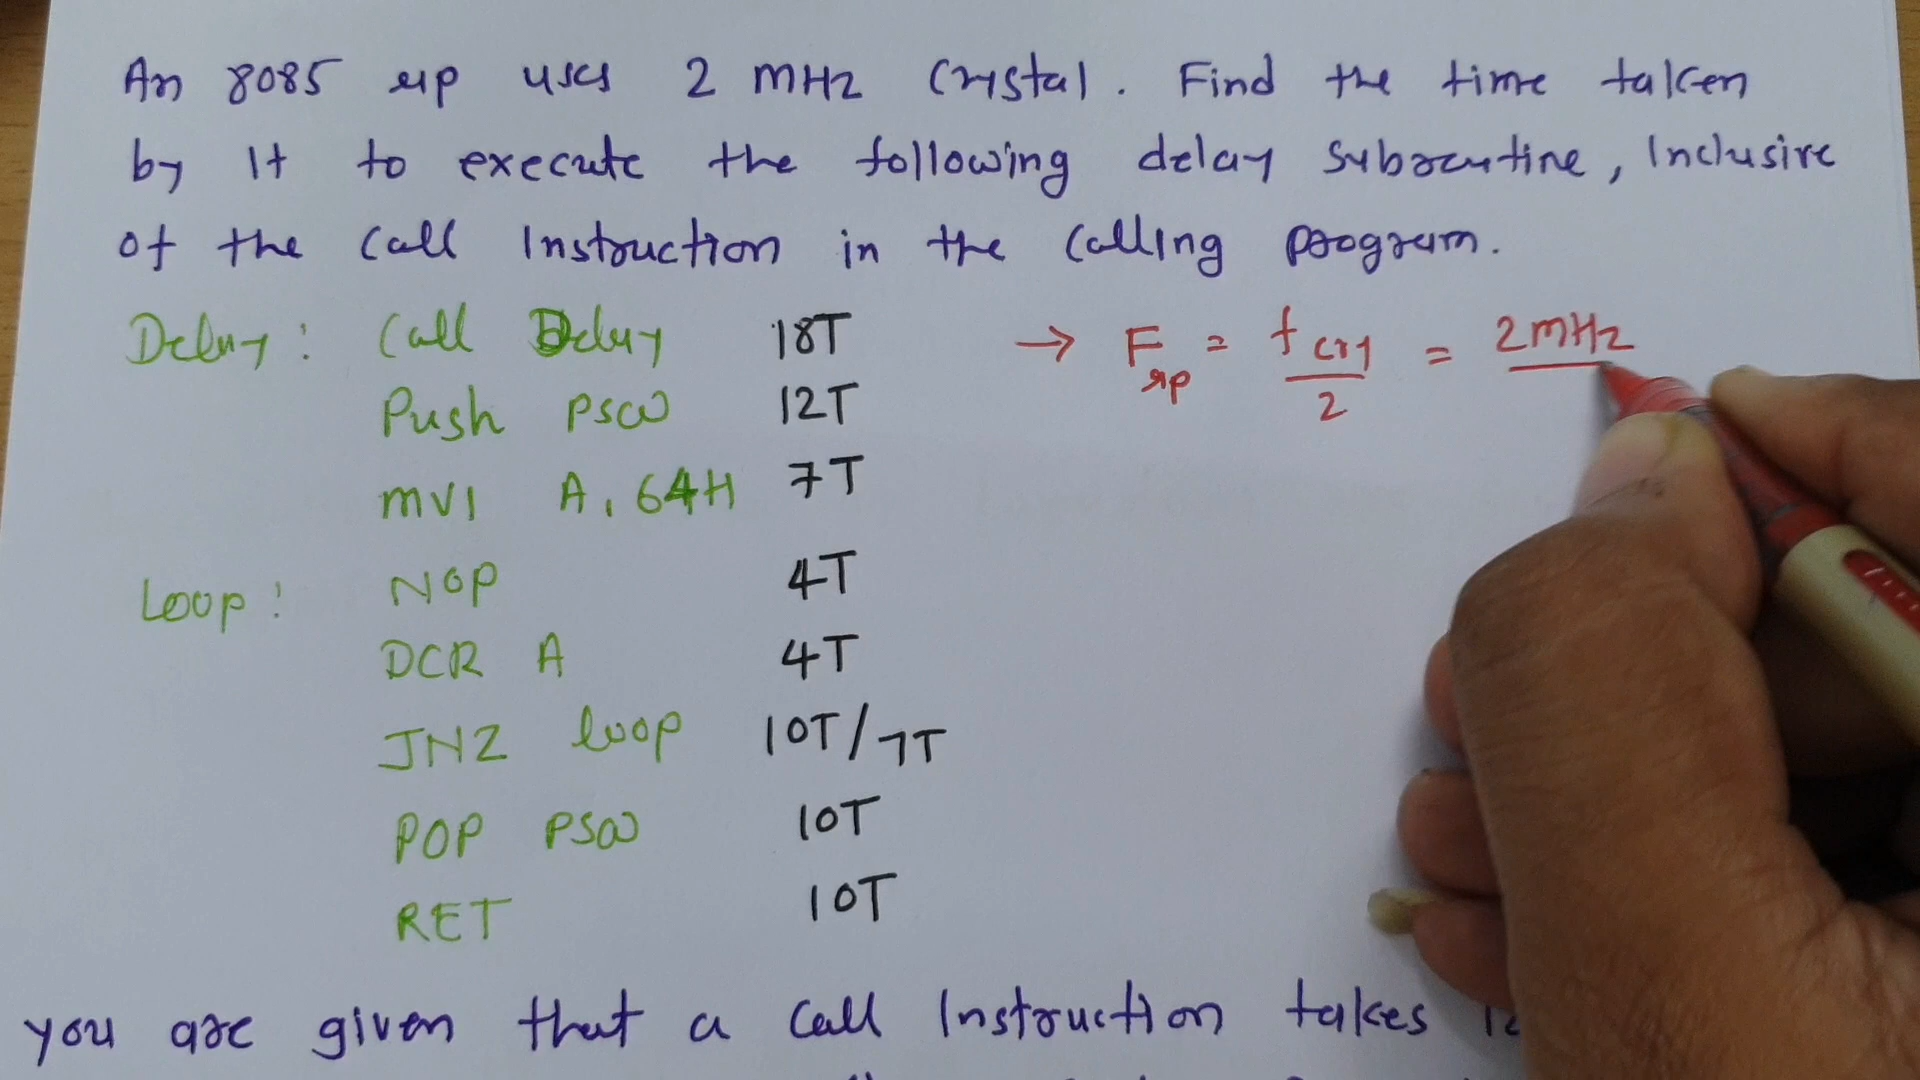 An 8085 μp uses 2 MHz Crystal. Find the time taken
by It to execute the following delay Subroutine, Inclusive
of the Call Instruction in the Calling program.
Delay: Call Delay 18T → Fμp = fcry/2 = 2MHz
Push PSW 12T
MVI A, 64H 7T
Loop: NOP 4T
DCR A 4T
JNZ loop 10T/7T
POP PSW 10T
RET 10T
you are given that a Call Instruction takes